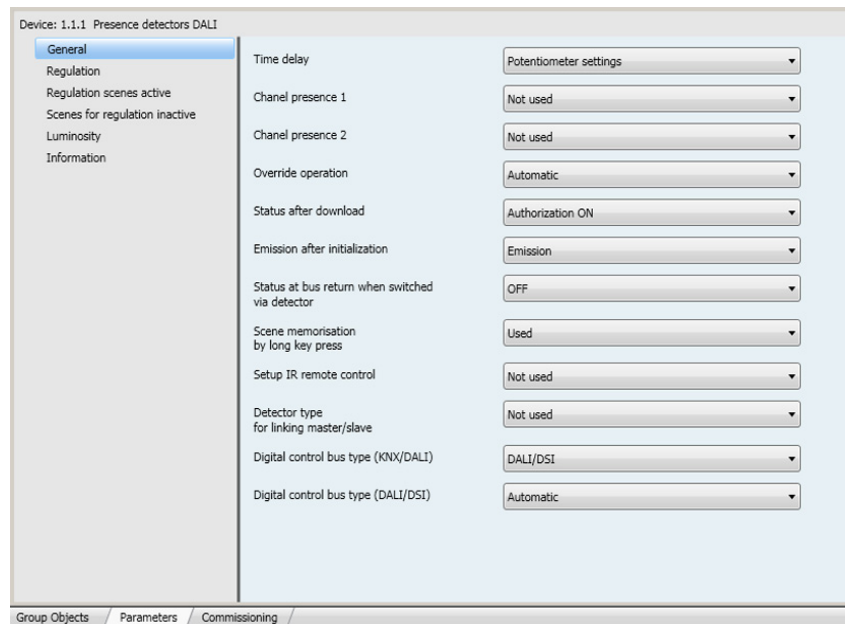 Device: 1.1.1 Presence detectors DALI
General
Regulation
Regulation scenes active
Scenes for regulation inactive
Luminosity
Information
Time delay
Potentiometer settings
Chanel presence 1
Not used
Chanel presence 2
Not used
Override operation
Automatic
Status after download
Authorization ON
Emission after initialization
Emission
Status at bus return when switched
via detector
OFF
Scene memorisation
by long key press
Used
Setup IR remote control
Not used
Detector type
for linking master/slave
Not used
Digital control bus type (KNX/DALI)
DALI/DSI
Digital control bus type (DALI/DSI)
Automatic
Group Objects
Parameters
Commissioning